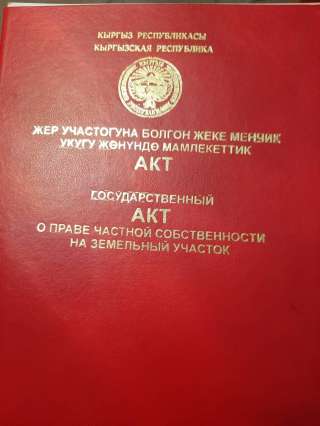 КЫРГЫЗ РЕСПУБЛИКАСЫ
КЫРГЫЗСКАЯ РЕСПУБЛИКА
ЖЕР УЧАСТОГУНА БОЛГОН ЖЕКЕ МЕНЧИК
УКУГУ ЖӨНҮНДӨ МАМЛЕКЕТТИК
АКТ
ГОСУДАРСТВЕННЫЙ
АКТ
О ПРАВЕ ЧАСТНОЙ СОБСТВЕННОСТИ
НА ЗЕМЕЛЬНЫЙ УЧАСТОК